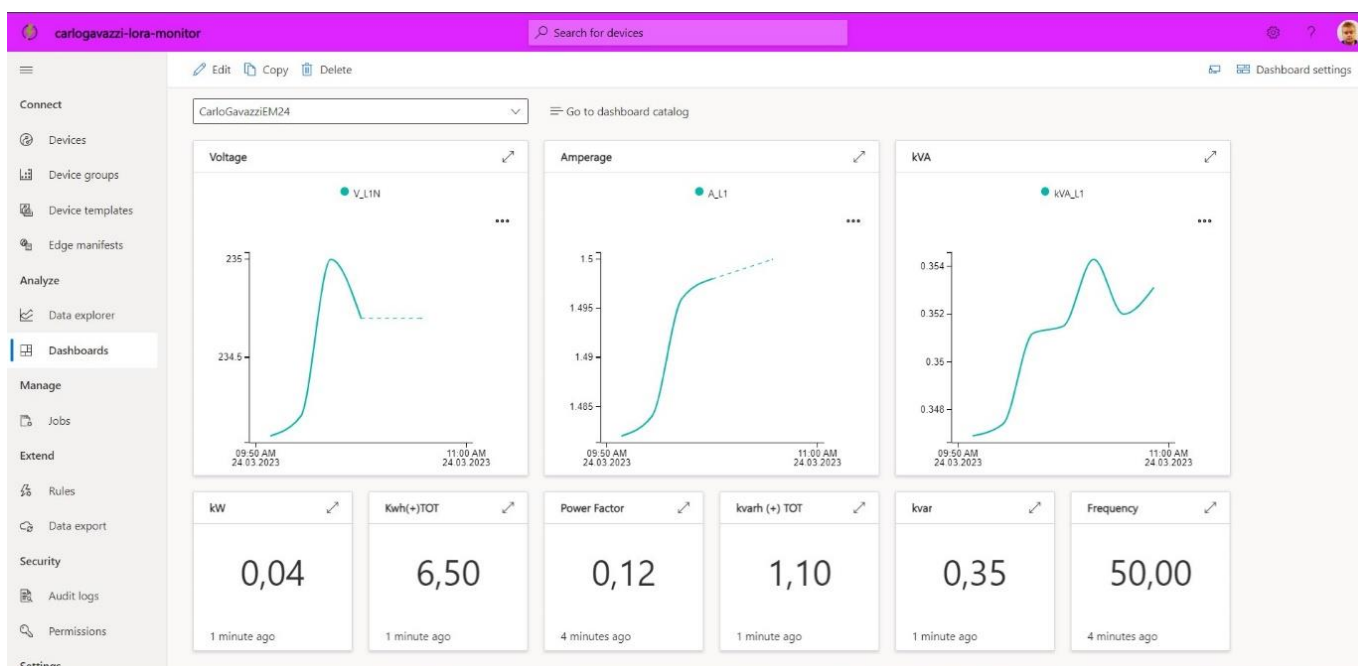 carlogavazzi-lora-monitor
Search for devices
?
Edit Copy Delete
Dashboard settings
Connect
Devices
Device groups
Device templates
Edge manifests
Analyze
Data explorer
Dashboards
Manage
Jobs
Extend
Rules
Data export
Security
Audit logs
Permissions
Settings
CarloGavazziEM24
Go to dashboard catalog
Voltage
V_L1N
235
234.5
09:50 AM 11:00 AM
24.03.2023 24.03.2023
Amperage
A_L1
1.5
1.495
1.49
1.485
09:50 AM 11:00 AM
24.03.2023 24.03.2023
kVA
kVA_L1
0.354
0.352
0.35
0.348
09:50 AM 11:00 AM
24.03.2023 24.03.2023
kW
0,04
1 minute ago
Kwh(+)TOT
6,50
1 minute ago
Power Factor
0,12
4 minutes ago
kvarh (+) TOT
1,10
1 minute ago
kvar
0,35
1 minute ago
Frequency
50,00
4 minutes ago